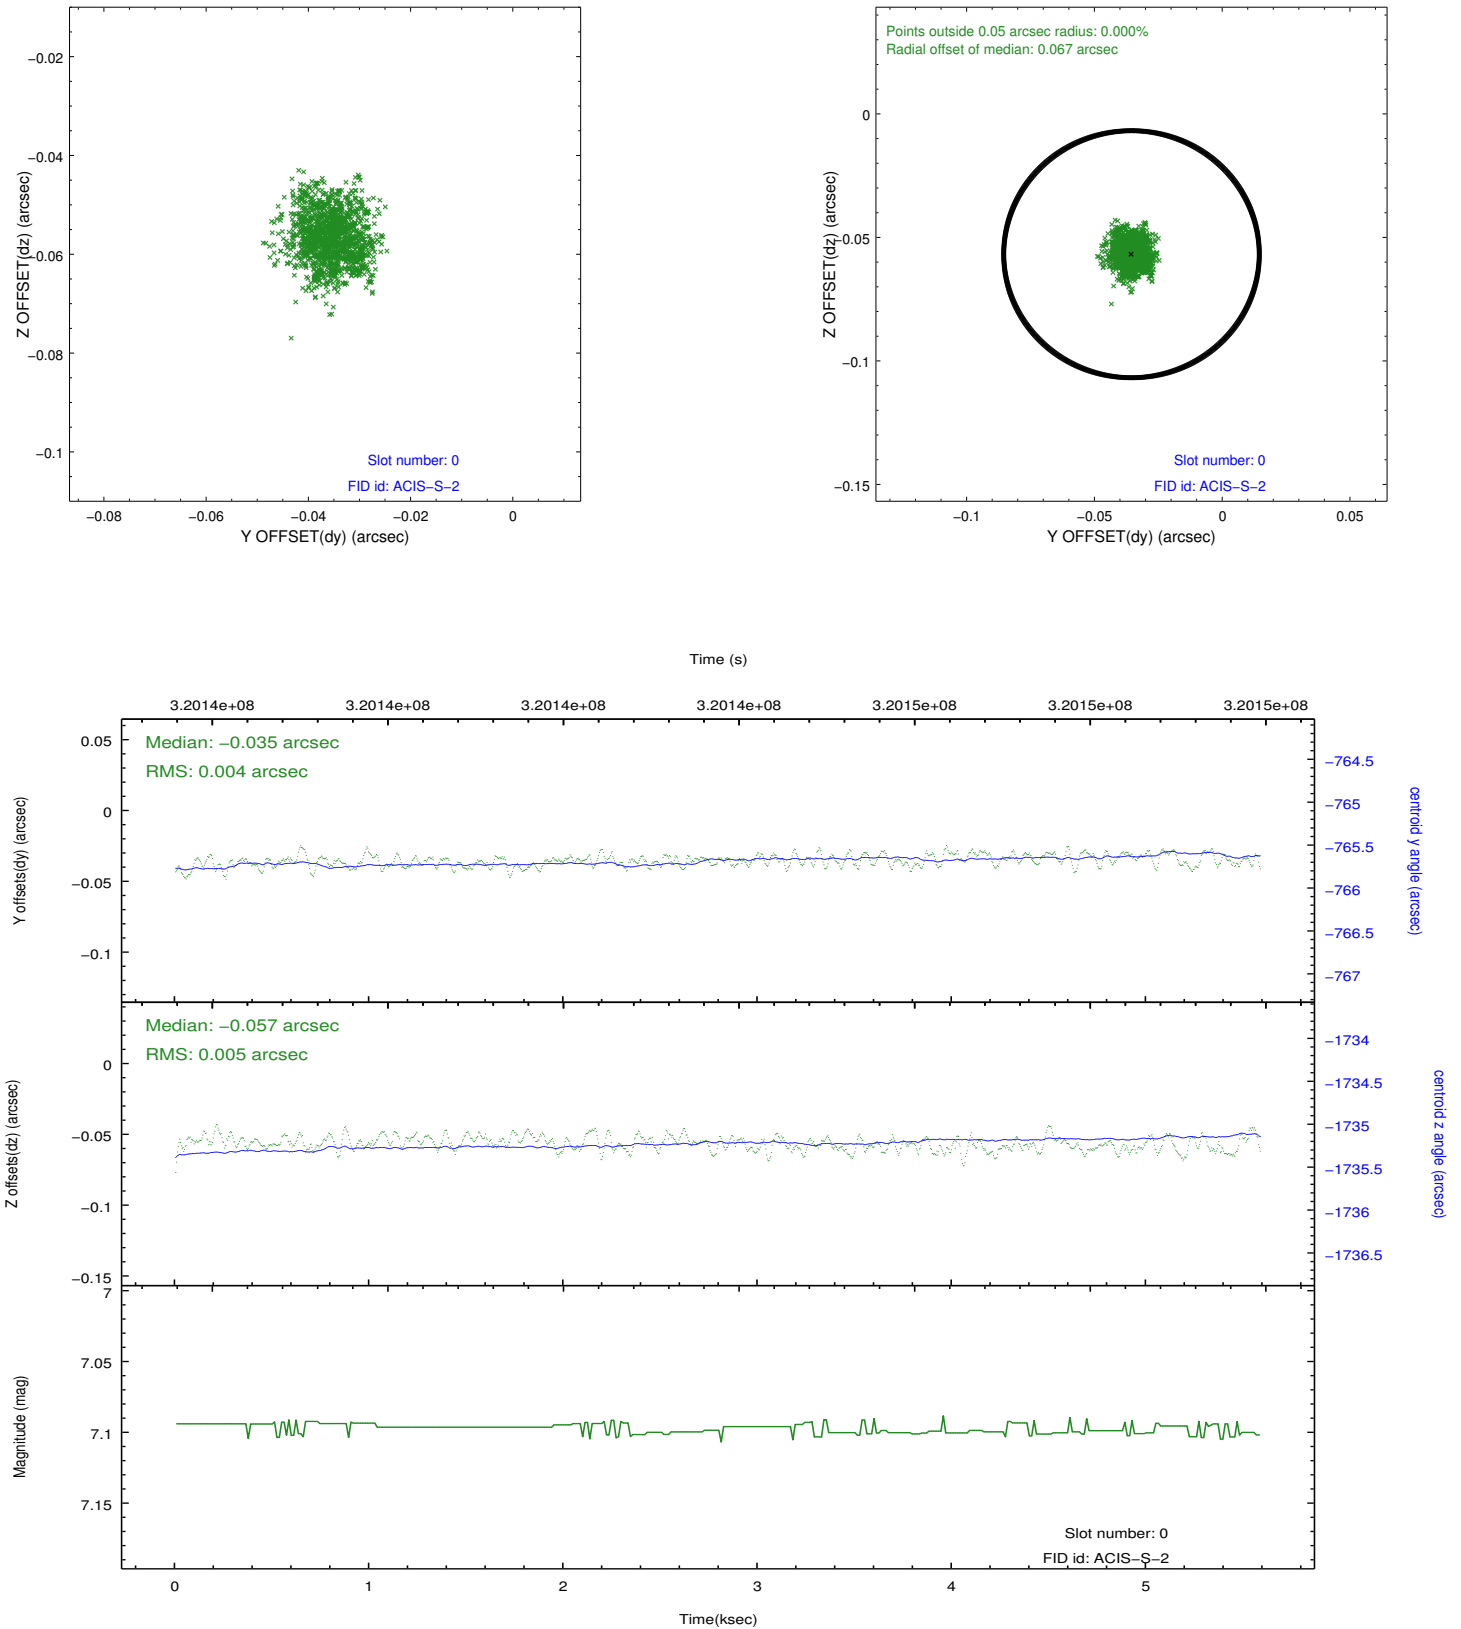 −0.02
−0.04
−0.06
−0.08
−0.1
Z OFFSET(dz) (arcsec)
Slot number: 0
FID id: ACIS−S−2
−0.08 −0.06 −0.04 −0.02 0
Y OFFSET(dy) (arcsec)
Points outside 0.05 arcsec radius: 0.000%
Radial offset of median: 0.067 arcsec
0
−0.05
−0.1
−0.15
Z OFFSET(dz) (arcsec)
Slot number: 0
FID id: ACIS−S−2
−0.1 −0.05 0 0.05
Y OFFSET(dy) (arcsec)
Time (s)
3.2014e+08 3.2014e+08 3.2014e+08 3.2014e+08 3.2015e+08 3.2015e+08 3.2015e+08
Median: −0.035 arcsec
RMS: 0.004 arcsec
0.05
0
−0.05
−0.1
Y offsets(dy) (arcsec)
−764.5
−765
−765.5
−766
−766.5
−767
centroid y angle (arcsec)
Median: −0.057 arcsec
RMS: 0.005 arcsec
0
−0.05
−0.1
−0.15
Z offsets(dz) (arcsec)
−1734
−1734.5
−1735
−1735.5
−1736
−1736.5
centroid z angle (arcsec)
7
7.05
7.1
7.15
Magnitude (mag)
Slot number: 0
FID id: ACIS−S−2
0 1 2 3 4 5
Time(ksec)